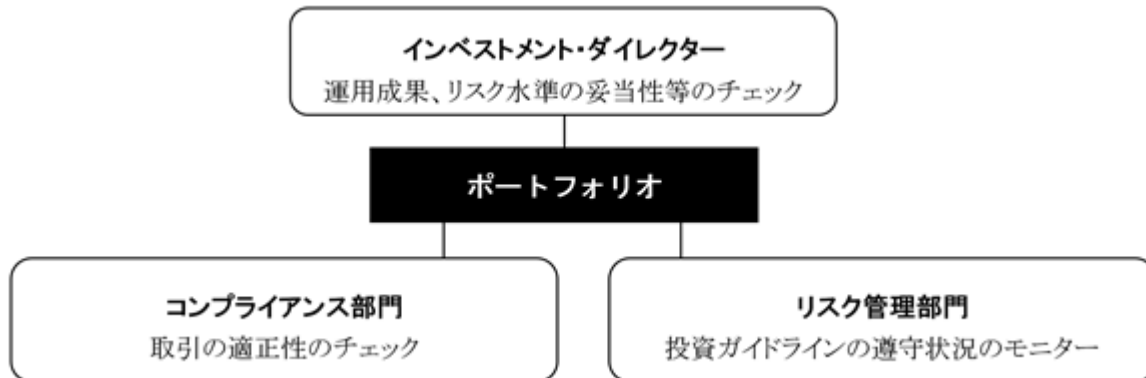 インベストメント・ダイレクター
運用成果、リスク水準の妥当性等のチェック
ポートフォリオ
コンプライアンス部門
取引の適正性のチェック
リスク管理部門
投資ガイドラインの遵守状況のモニター